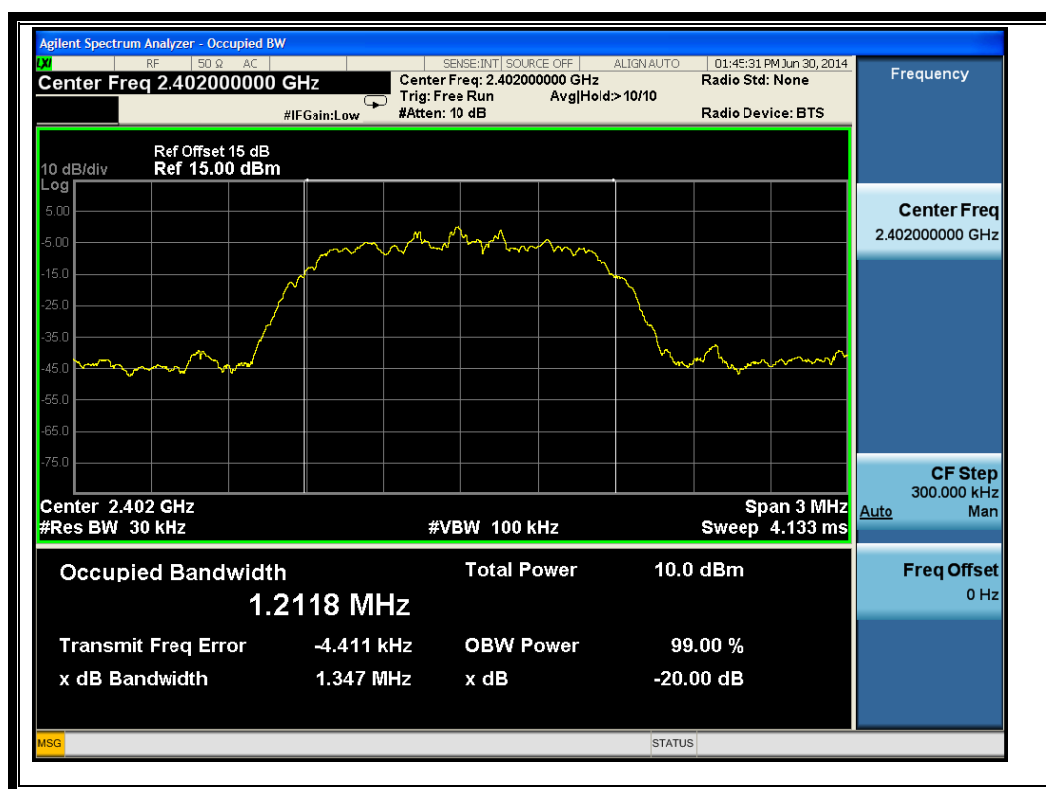 Agilent Spectrum Analyzer - Occupied BW
LXI RF 50 Ω AC SENSE:INT SOURCE OFF ALIGN AUTO 01:45:31 PM Jun 30, 2014
Center Freq 2.402000000 GHz
Center Freq: 2.402000000 GHz
Radio Std: None
Trig: Free Run Avg|Hold:> 10/10
#IFGain:Low #Atten: 10 dB Radio Device: BTS
Ref Offset 15 dB
10 dB/div Ref 15.00 dBm
Log
5.00
-5.00
-15.0
-25.0
-35.0
-45.0
-55.0
-65.0
-75.0
Center 2.402 GHz Span 3 MHz
#Res BW 30 kHz #VBW 100 kHz Sweep 4.133 ms
Occupied Bandwidth Total Power 10.0 dBm
1.2118 MHz
Transmit Freq Error -4.411 kHz OBW Power 99.00 %
x dB Bandwidth 1.347 MHz x dB -20.00 dB
MSG STATUS
Frequency
Center Freq
2.402000000 GHz
CF Step
300.000 kHz
Auto Man
Freq Offset
0 Hz